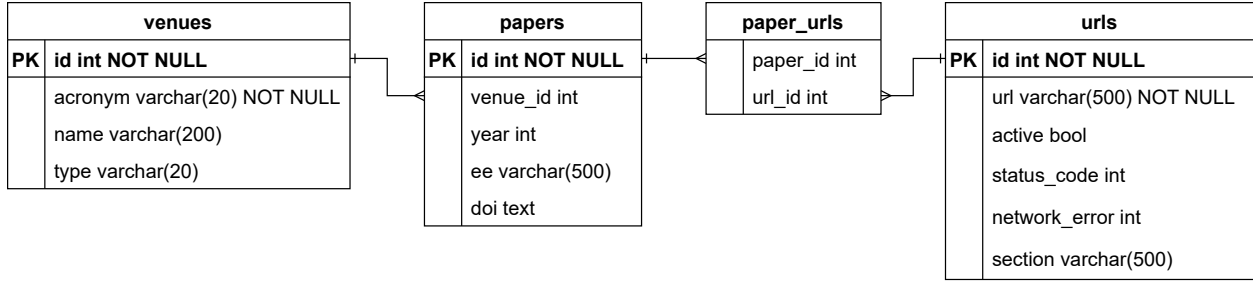 venues
PK id int NOT NULL
acronym varchar(20) NOT NULL
name varchar(200)
type varchar(20)
papers
PK id int NOT NULL
venue_id int
year int
ee varchar(500)
doi text
paper_urls
paper_id int
url_id int
urls
PK id int NOT NULL
url varchar(500) NOT NULL
active bool
status_code int
network_error int
section varchar(500)